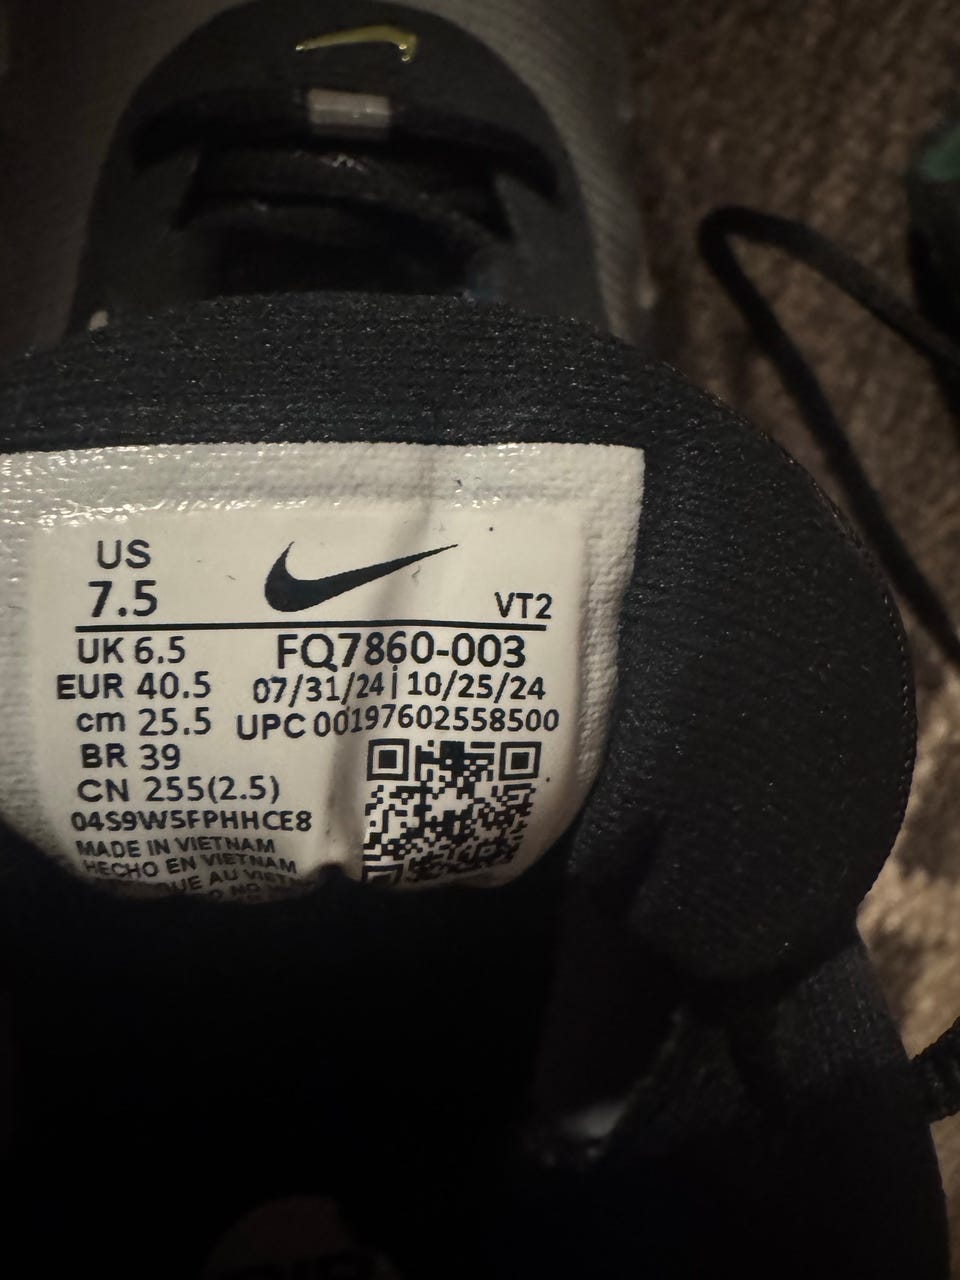 US
7.5
VT2
UK 6.5
FQ7860-003
EUR 40.5
07/31/24 | 10/25/24
cm 25.5
UPC 00197602558500
BR 39
CN 255(2.5)
04S9W5FPHHCE8
MADE IN VIETNAM
HECHO EN VIETNAM
AU